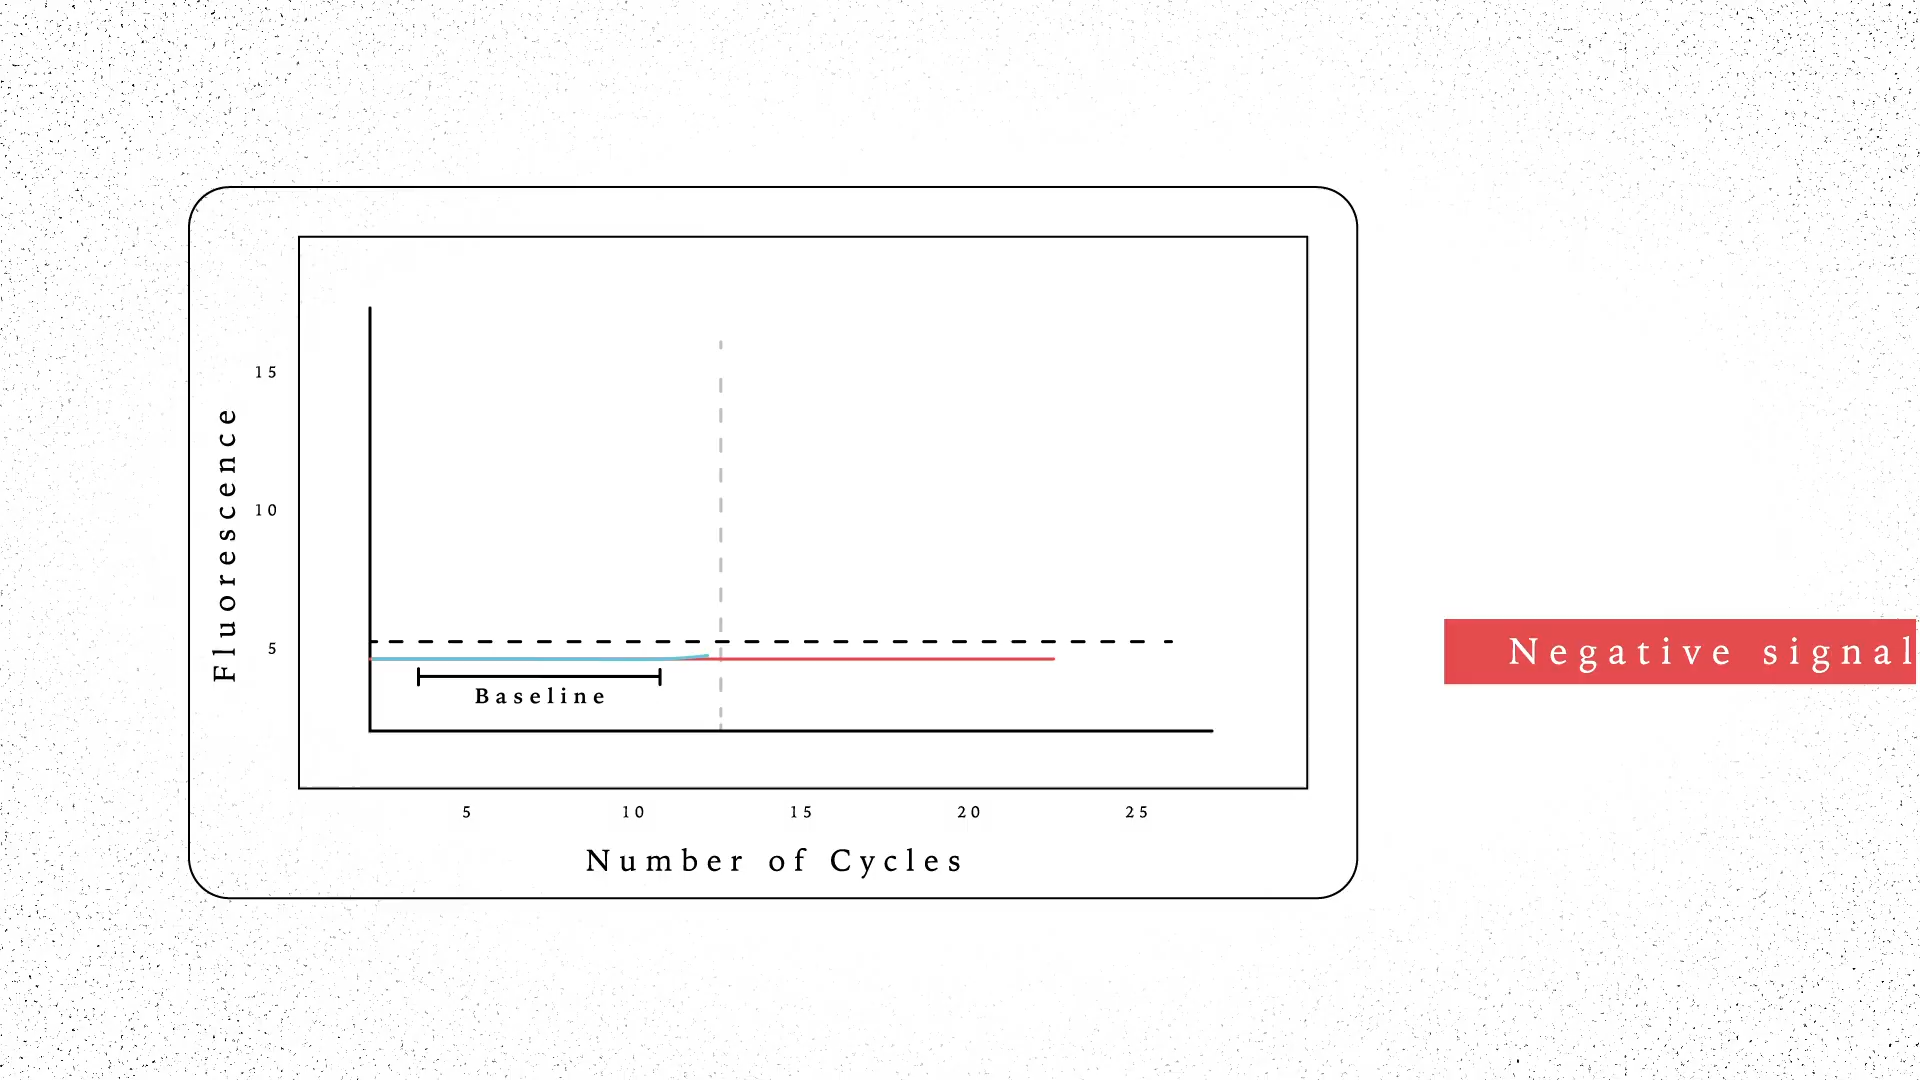 15
10
5
Fluorescence
Baseline
5 10 15 20 25
Number of Cycles
Negative signal